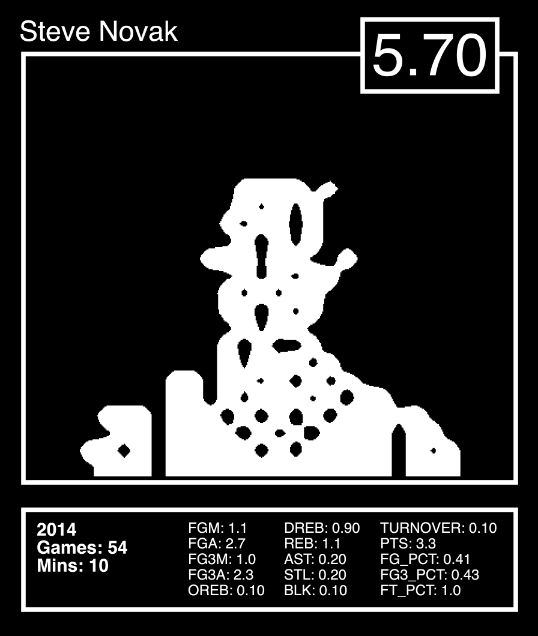 Steve Novak
5.70
2014
Games: 54
Mins: 10
FGM: 1.1
FGA: 2.7
FG3M: 1.0
FG3A: 2.3
OREB: 0.10
DREB: 0.90
REB: 1.1
AST: 0.20
STL: 0.20
BLK: 0.10
TURNOVER: 0.10
PTS: 3.3
FG_PCT: 0.41
FG3_PCT: 0.43
FT_PCT: 1.0